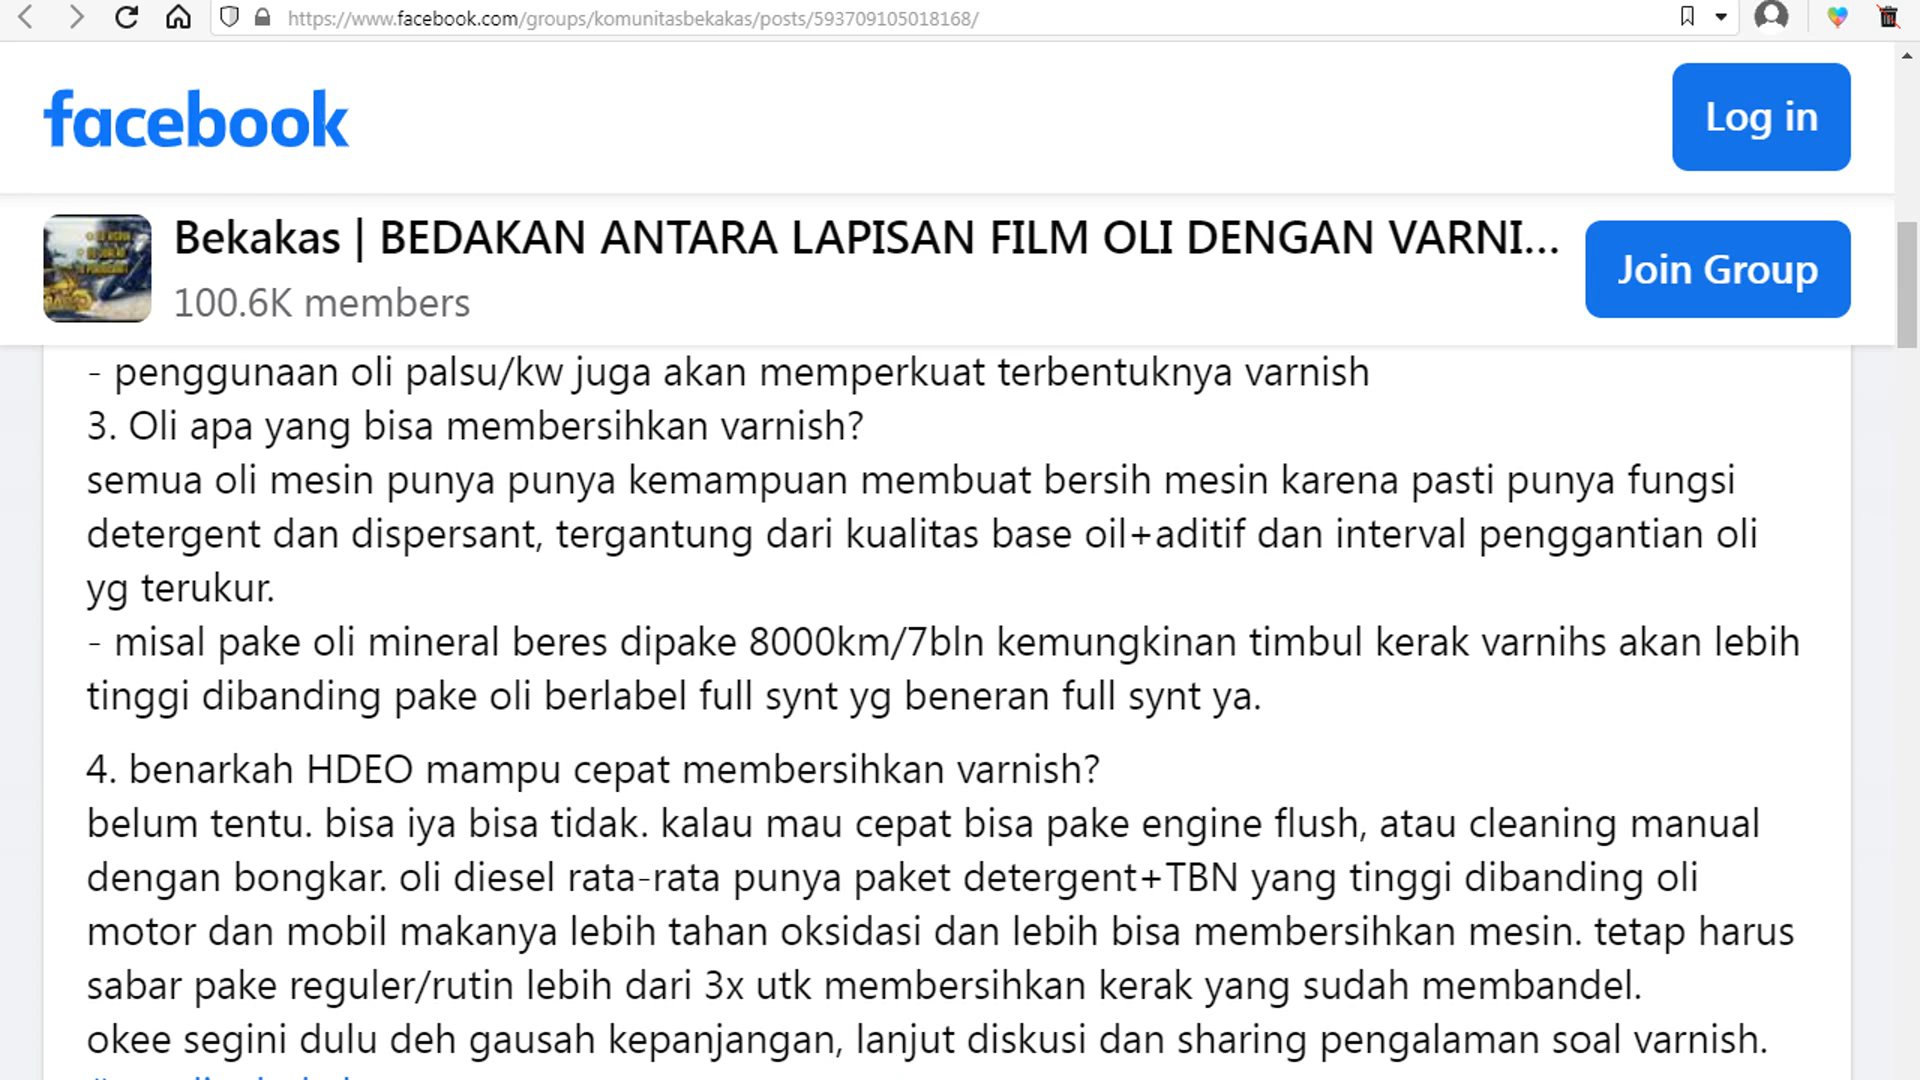 https://www.facebook.com/groups/komunitasbekakas/posts/593709105018168/
facebook
Log in
Bekakas | BEDAKAN ANTARA LAPISAN FILM OLI DENGAN VARNI...
100.6K members
Join Group
- penggunaan oli palsu/kw juga akan memperkuat terbentuknya varnish
3. Oli apa yang bisa membersihkan varnish?
semua oli mesin punya punya kemampuan membuat bersih mesin karena pasti punya fungsi
detergent dan dispersant, tergantung dari kualitas base oil+aditif dan interval penggantian oli
yg terukur.
- misal pake oli mineral beres dipake 8000km/7bln kemungkinan timbul kerak varnihs akan lebih
tinggi dibanding pake oli berlabel full synt yg beneran full synt ya.
4. benarkah HDEO mampu cepat membersihkan varnish?
belum tentu. bisa iya bisa tidak. kalau mau cepat bisa pake engine flush, atau cleaning manual
dengan bongkar. oli diesel rata-rata punya paket detergent+TBN yang tinggi dibanding oli
motor dan mobil makanya lebih tahan oksidasi dan lebih bisa membersihkan mesin. tetap harus
sabar pake reguler/rutin lebih dari 3x utk membersihkan kerak yang sudah membandel.
okee segini dulu deh gausah kepanjangan, lanjut diskusi dan sharing pengalaman soal varnish.